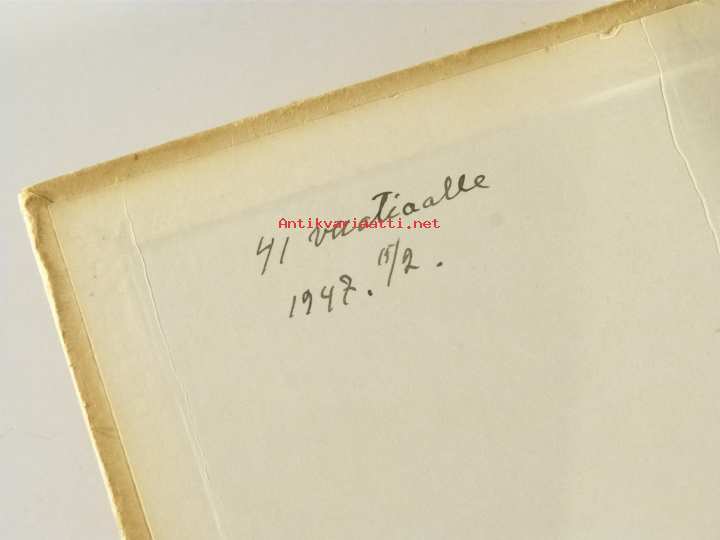 41 vuotiaalle
Antikvariaatti.net
1947. 15/2.